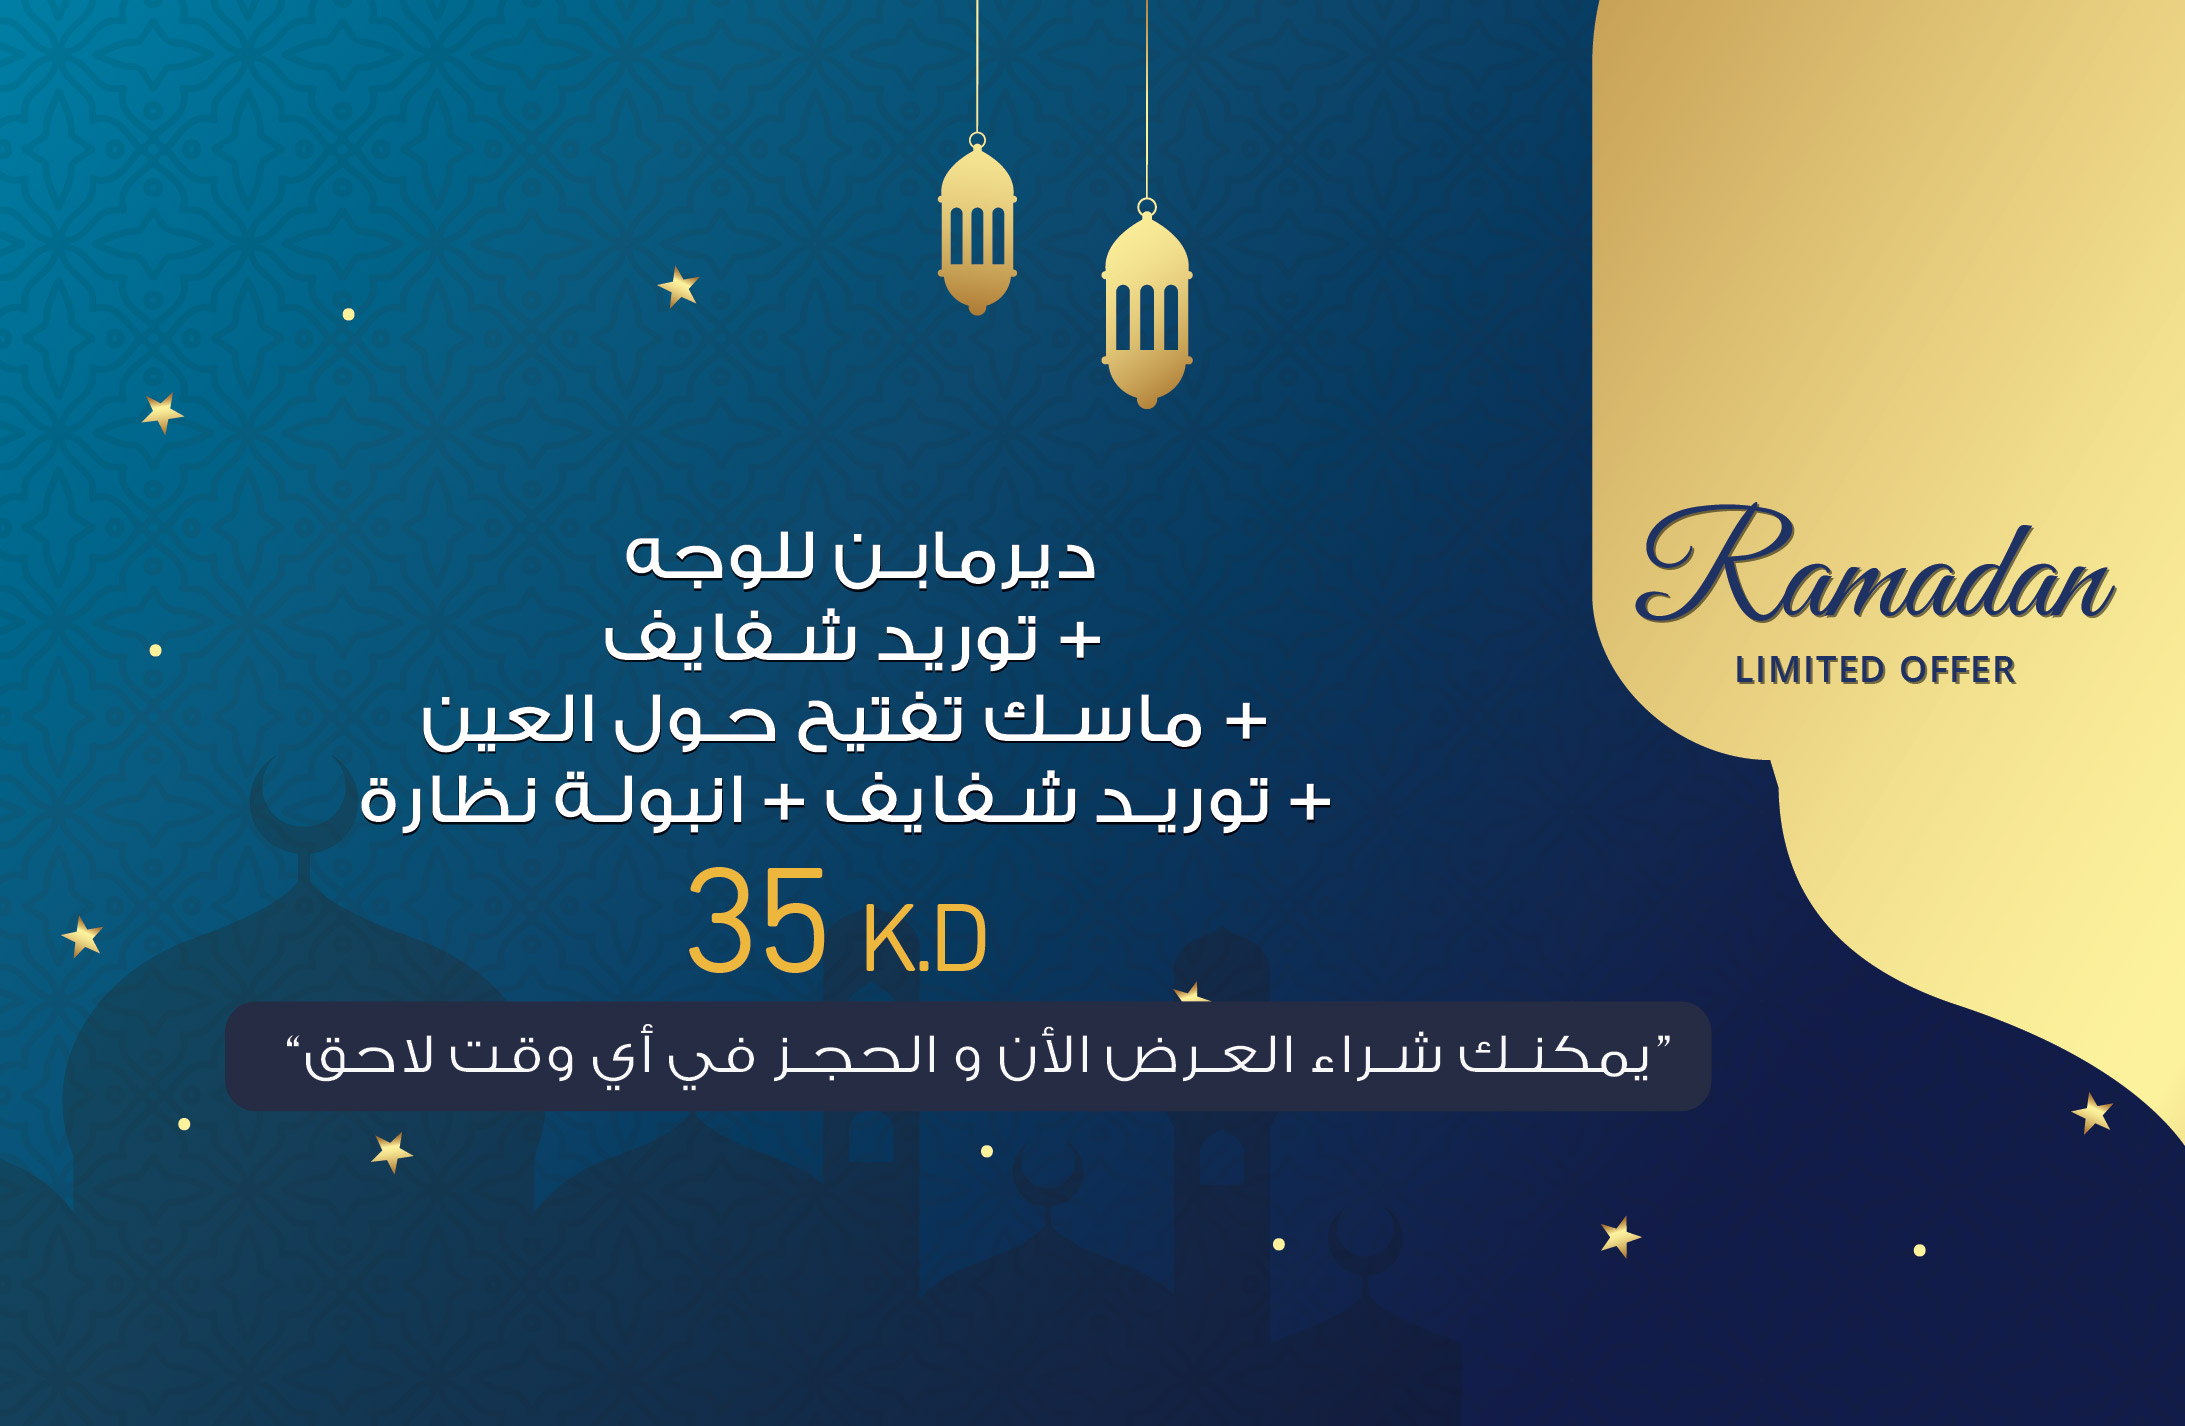 ديرمابن للوجه
+ توريد شفايف
+ ماسك تفتيح حول العين
+ توريد شفايف + انبولة نظارة
35 K.D
”يمكنك شراء العرض الأن و الحجز في أي وقت لاحق“
Ramadan
LIMITED OFFER